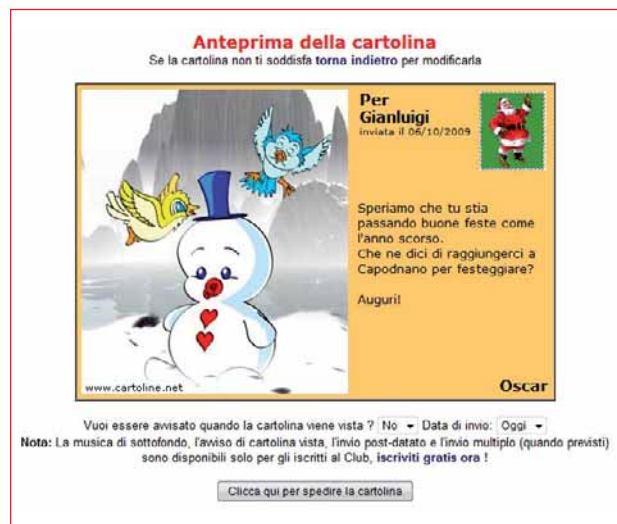 Anteprima della cartolina
Se la cartolina non ti soddisfa torna indietro per modificarla
Per
Gianluigi
inviata il 06/10/2009
Speriamo che tu stia
passando buone feste come
l'anno scorso.
Che ne dici di raggiungerci a
Capodnano per festeggiare?
Auguri!
www.cartoline.net
Oscar
Vuoi essere avvisato quando la cartolina viene vista ? No Data di invio: Oggi
Nota: La musica di sottofondo, l'avviso di cartolina vista, l'invio post-datato e l'invio multiplo (quando previsti)
sono disponibili solo per gli iscritti al Club, iscriviti gratis ora !
Clicca qui per spedire la cartolina